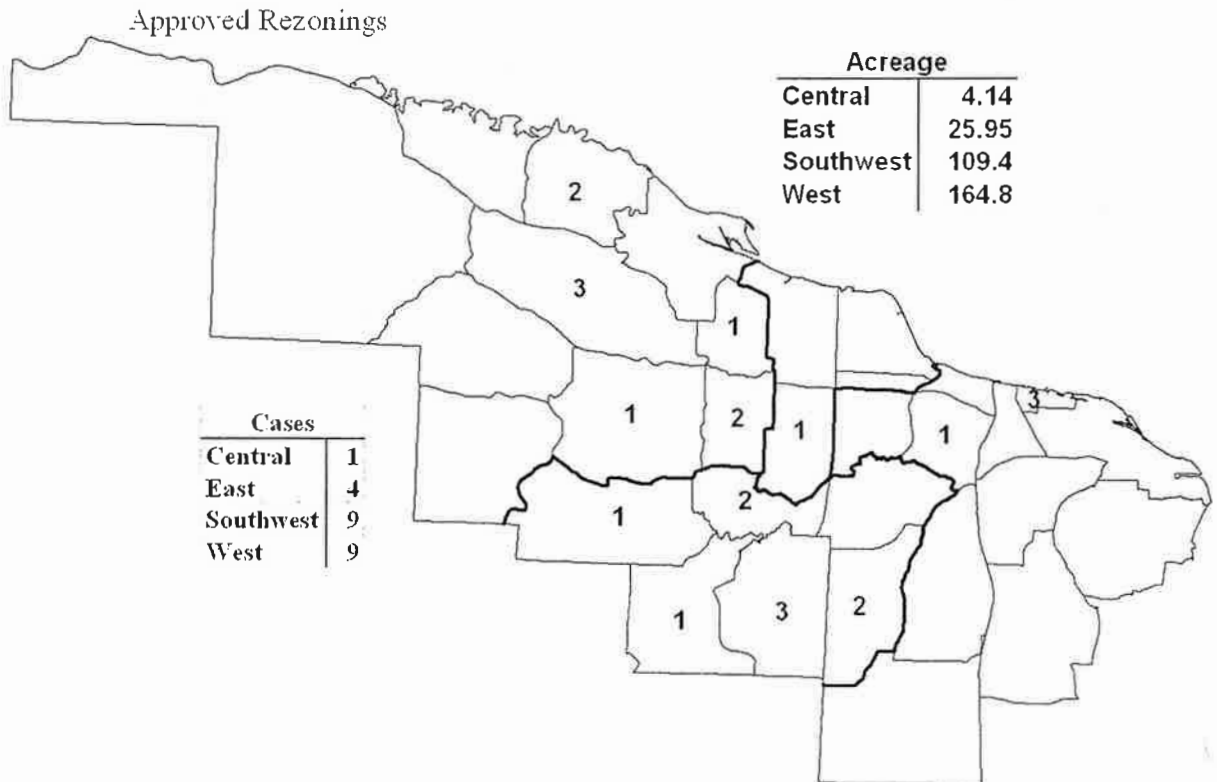 Approved Rezonings
Acreage
Central 4.14
East 25.95
Southwest 109.4
West 164.8
2
3
1
1
2
1
1
3
Cases
Central 1
East 4
Southwest 9
West 9
1
2
1
3
2